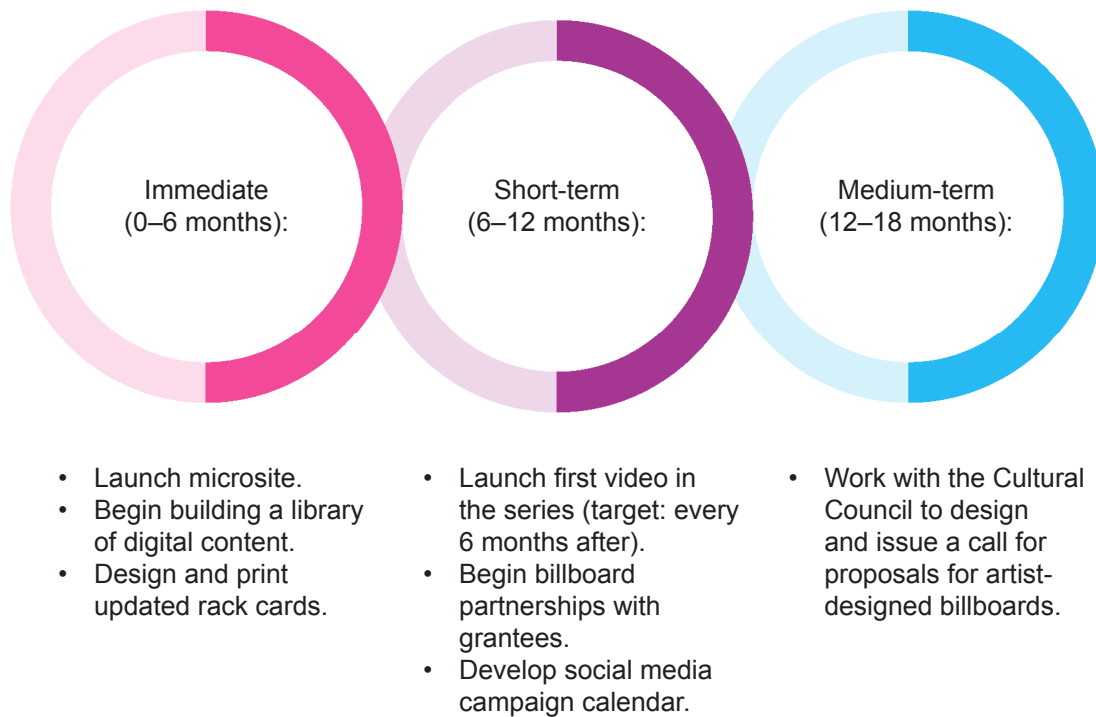 Immediate
(0–6 months):
Short-term
(6–12 months):
Medium-term
(12–18 months):
• Launch microsite.
• Begin building a library
of digital content.
• Design and print
updated rack cards.
• Launch first video in
the series (target: every
6 months after).
• Begin billboard
partnerships with
grantees.
• Develop social media
campaign calendar.
• Work with the Cultural
Council to design
and issue a call for
proposals for artist-
designed billboards.